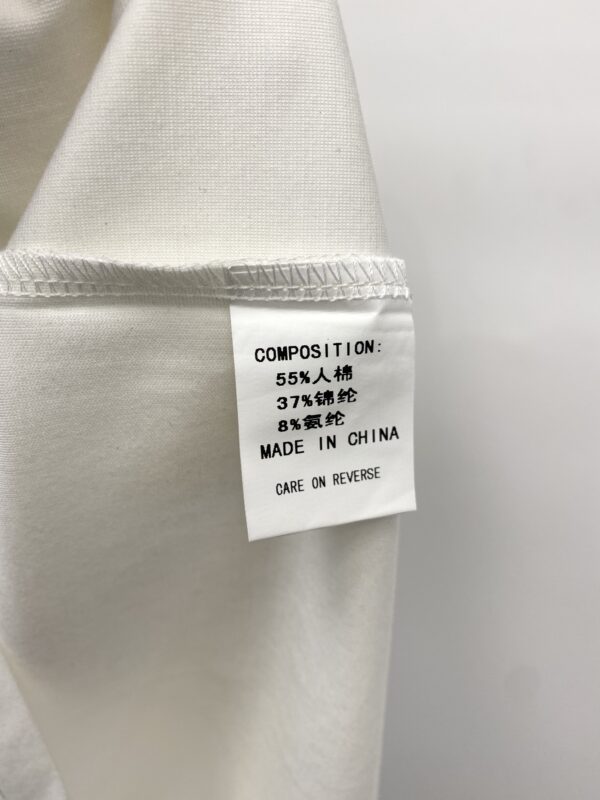 COMPOSITION:
55%人棉
37%锦纶
8%氨纶
MADE IN CHINA
CARE ON REVERSE